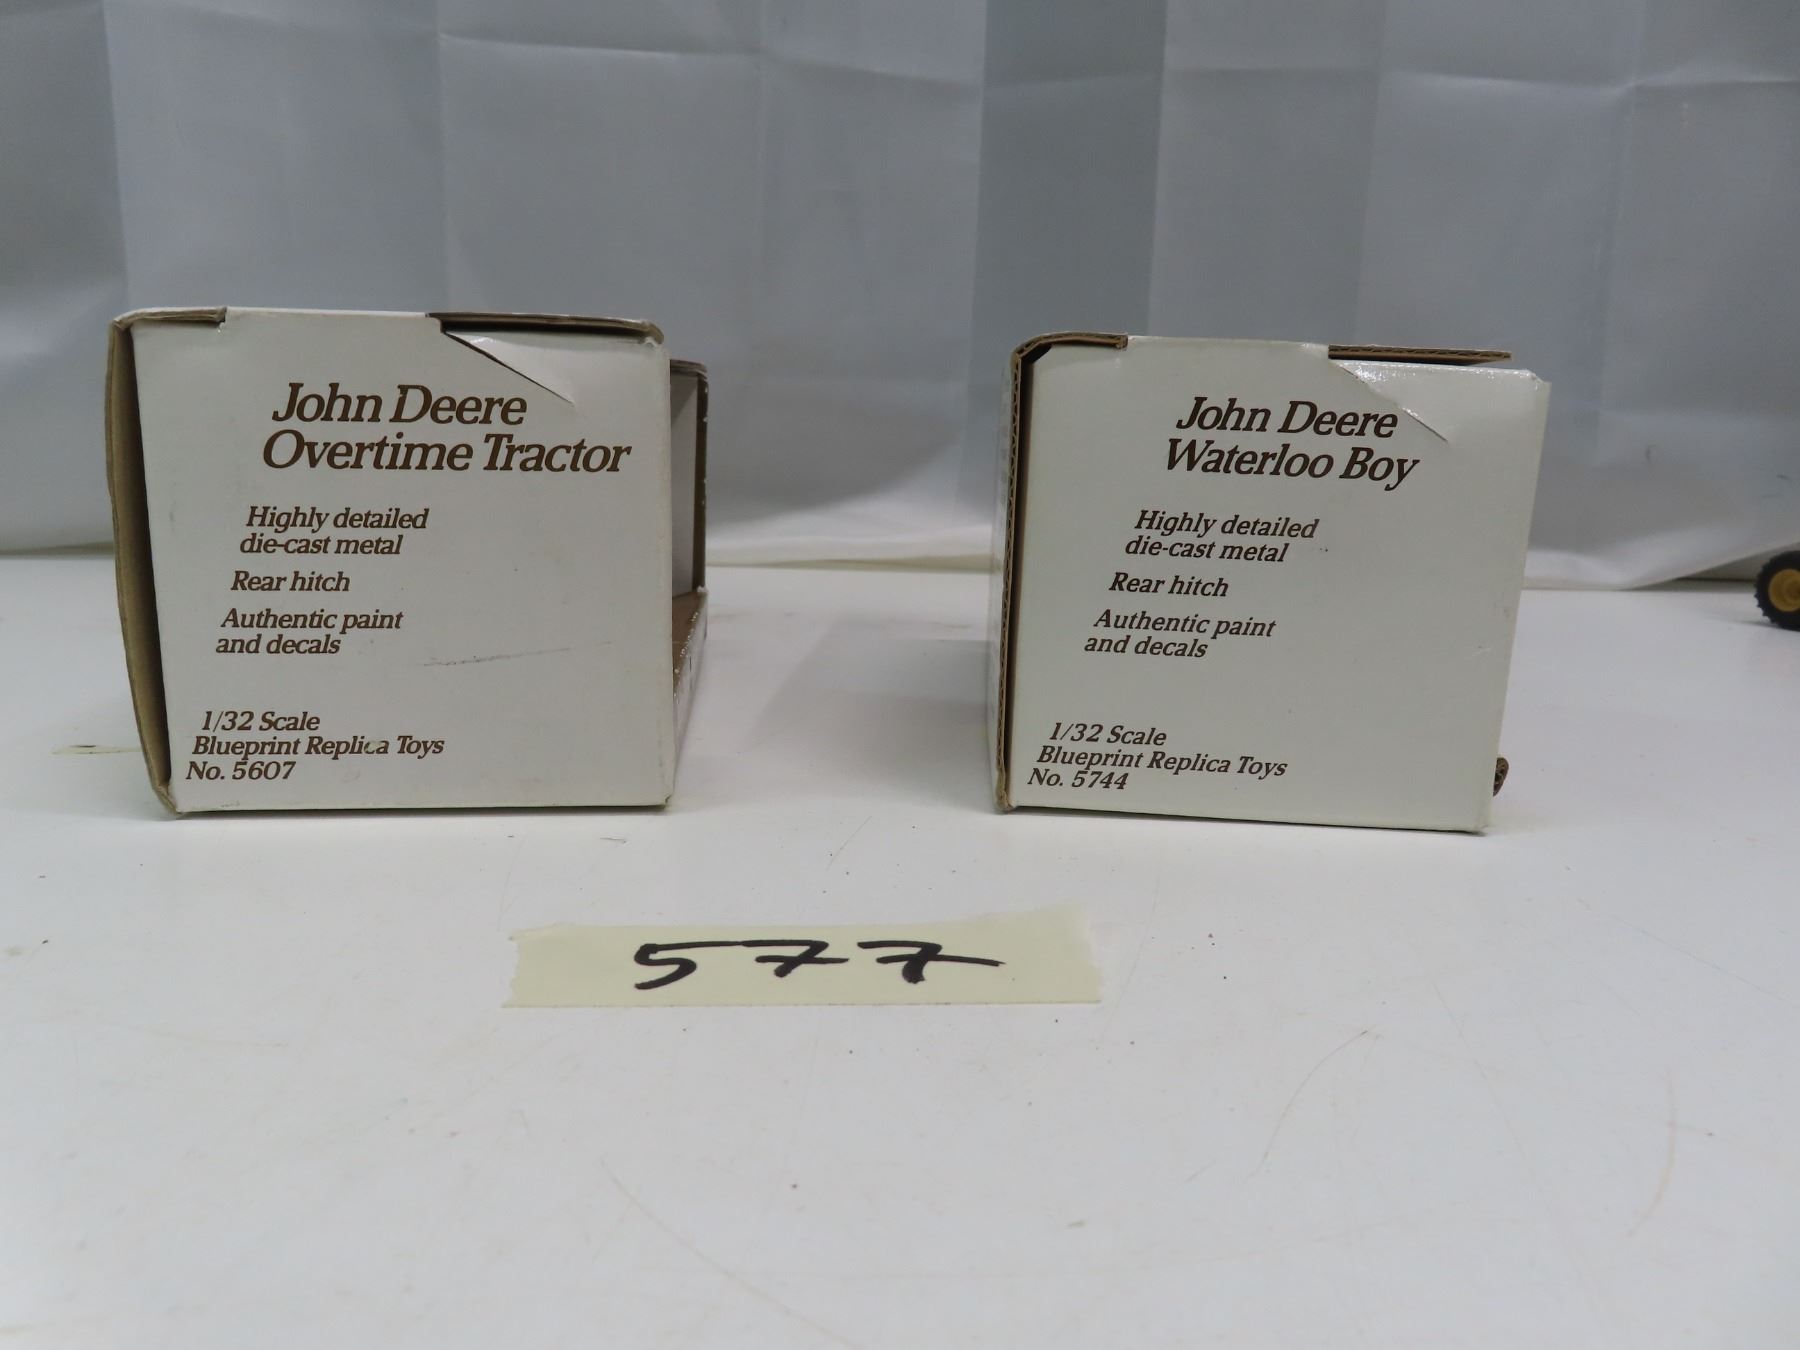 John Deere
Overtime Tractor
Highly detailed
die-cast metal
Rear hitch
Authentic paint
and decals
1/32 Scale
Blueprint Replica Toys
No. 5607
John Deere
Waterloo Boy
Highly detailed
die-cast metal
Rear hitch
Authentic paint
and decals
1/32 Scale
Blueprint Replica Toys
No. 5744
577